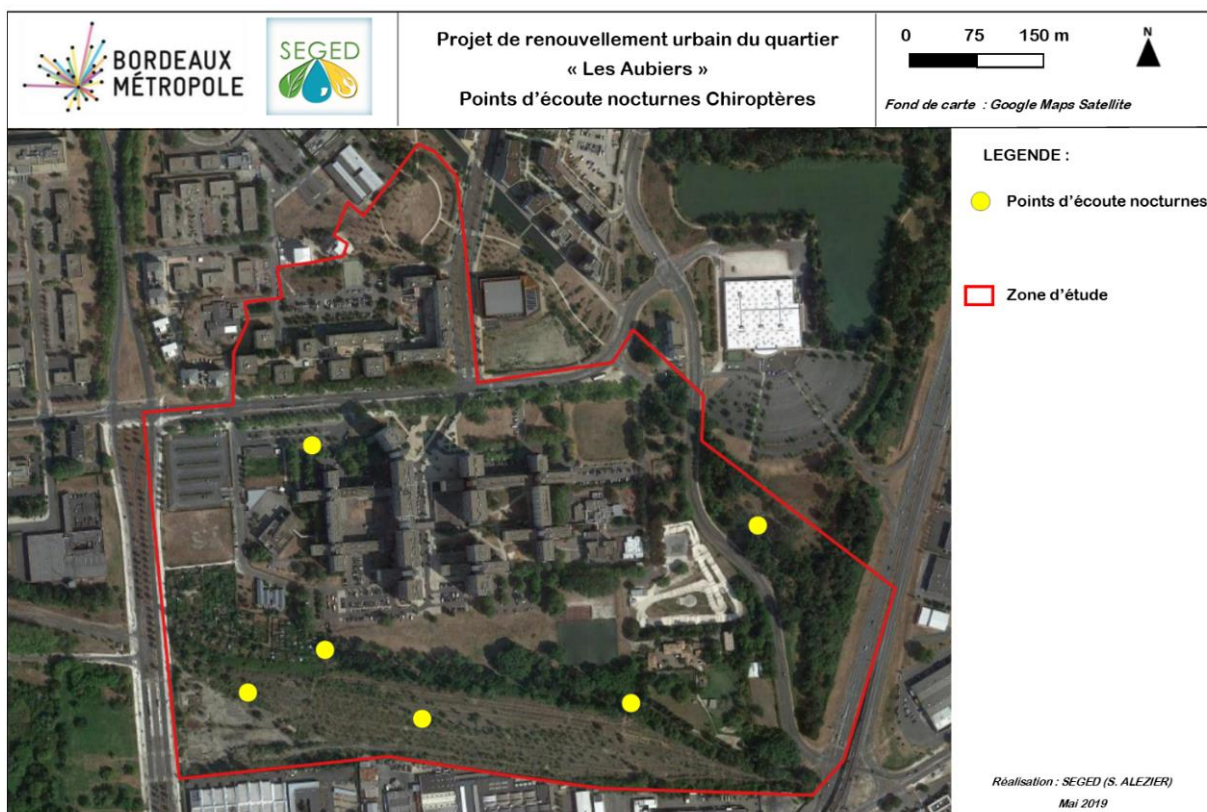 BORDEAUX
MÉTROPOLE
SEGED
Projet de renouvellement urbain du quartier
« Les Aubiers »
Points d'écoute nocturnes Chiroptères
0 75 150 m
N
Fond de carte : Google Maps Satellite
LEGENDE :
Points d'écoute nocturnes
Zone d'étude
Réalisation : SEGED (S. ALEZIER)
Mai 2019